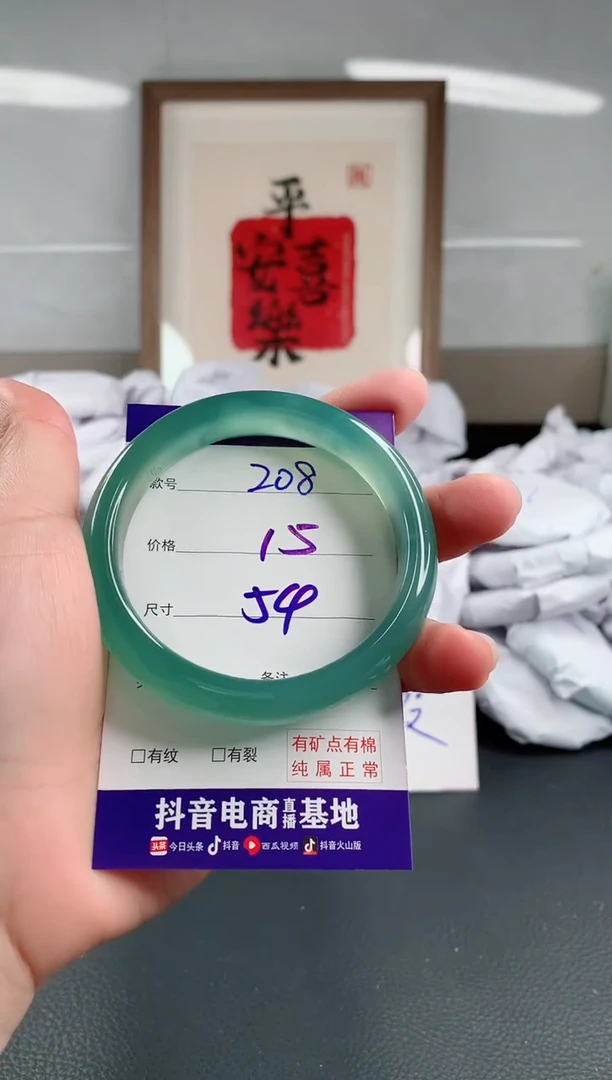 平
安喜
樂
款号 208
价格 15
尺寸 54
备注
□有纹 □有裂
有矿点有棉
纯属正常
抖音电商直播基地
头条 今日头条 抖音 西瓜视频 抖音火山版